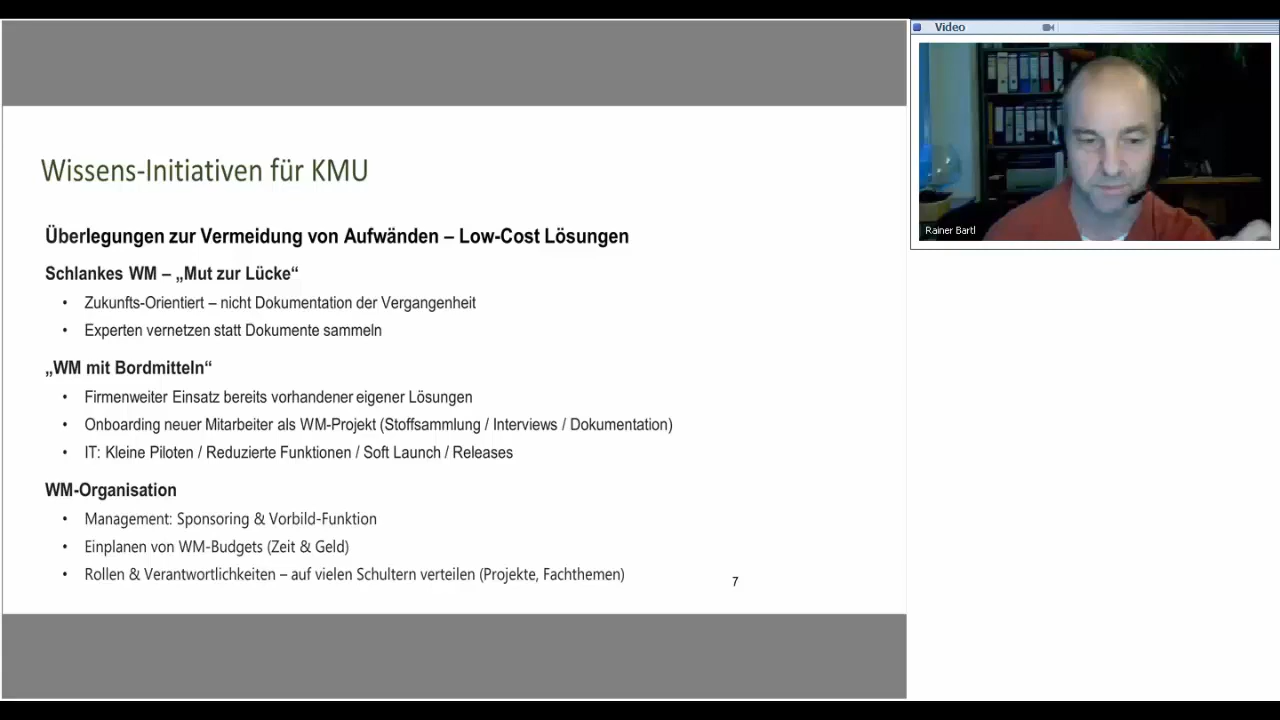 Wissens-Initiativen für KMU
Überlegungen zur Vermeidung von Aufwänden – Low-Cost Lösungen
Schlankes WM – „Mut zur Lücke“
• Zukunfts-Orientiert – nicht Dokumentation der Vergangenheit
• Experten vernetzen statt Dokumente sammeln
„WM mit Bordmitteln“
• Firmenweiter Einsatz bereits vorhandener eigener Lösungen
• Onboarding neuer Mitarbeiter als WM-Projekt (Stoffsammlung / Interviews / Dokumentation)
• IT: Kleine Piloten / Reduzierte Funktionen / Soft Launch / Releases
WM-Organisation
• Management: Sponsoring & Vorbild-Funktion
• Einplanen von WM-Budgets (Zeit & Geld)
• Rollen & Verantwortlichkeiten – auf vielen Schultern verteilen (Projekte, Fachthemen)
7
Video
Rainer Bartl